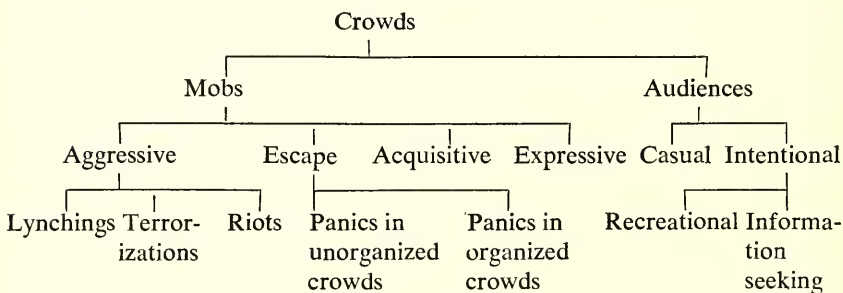 Crowds
Mobs Audiences
Aggressive Escape Acquisitive Expressive Casual Intentional
Lynchings Terror- Riots Panics in Panics in Recreational Informa-
izations unorganized organized tion
crowds crowds seeking